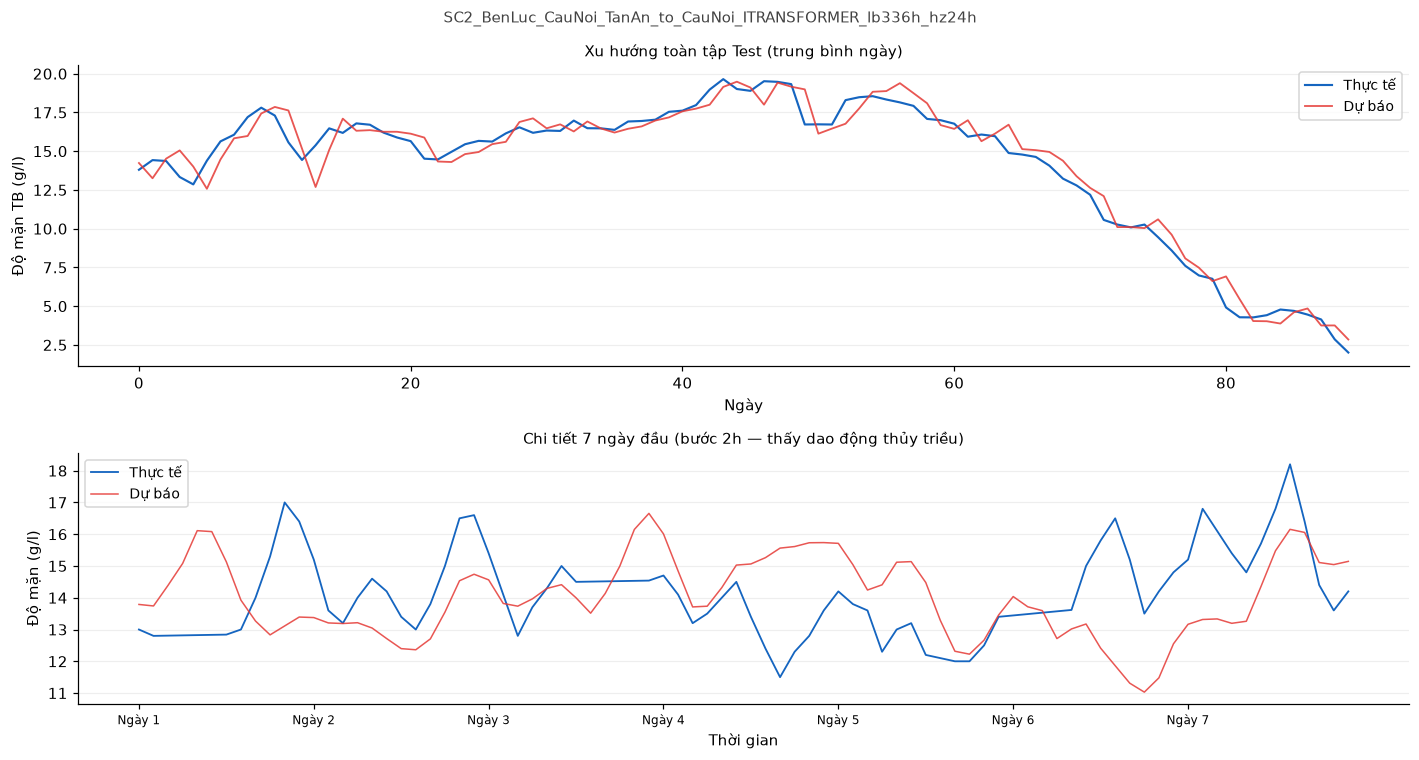 SC2_BenLuc_CauNoi_TanAn_to_CauNoi_ITRANSFORMER_lb336h_hz24h
Xu hướng toàn tập Test (trung bình ngày)
Độ mặn TB (g/l)
20.0
17.5
15.0
12.5
10.0
7.5
5.0
2.5
Thực tế
Dự báo
0
20
40
60
80
Ngày
Chi tiết 7 ngày đầu (bước 2h — thấy dao động thủy triều)
Độ mặn (g/l)
18
17
16
15
14
13
12
11
Thực tế
Dự báo
Ngày 1
Ngày 2
Ngày 3
Ngày 4
Ngày 5
Ngày 6
Ngày 7
Thời gian